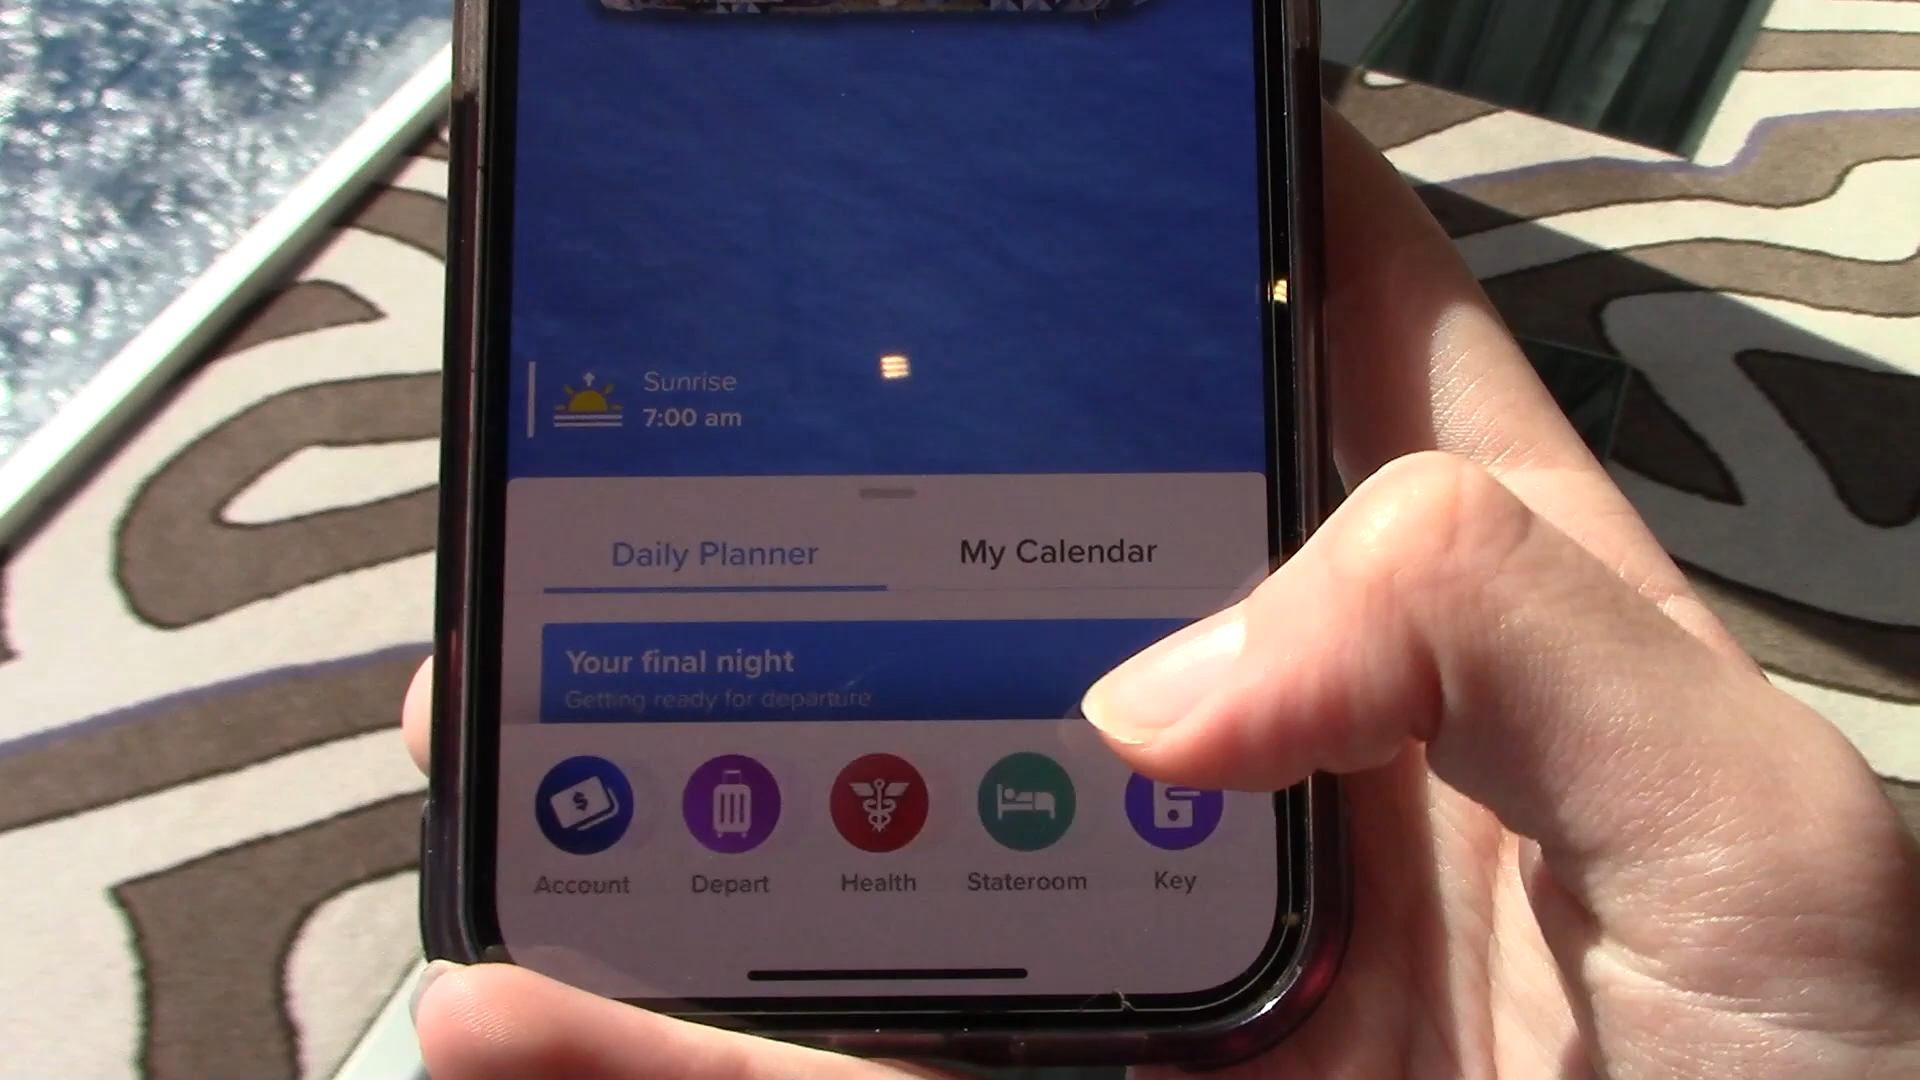 Sunrise
7:00 am
Daily Planner
My Calendar
Your final night
Getting ready for departure
$
Account
Depart
Health
Stateroom
Key